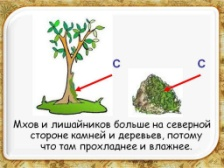 С С
Мхов и лишайников больше на северной
стороне камней и деревьев, потому
что там прохладнее и влажнее.